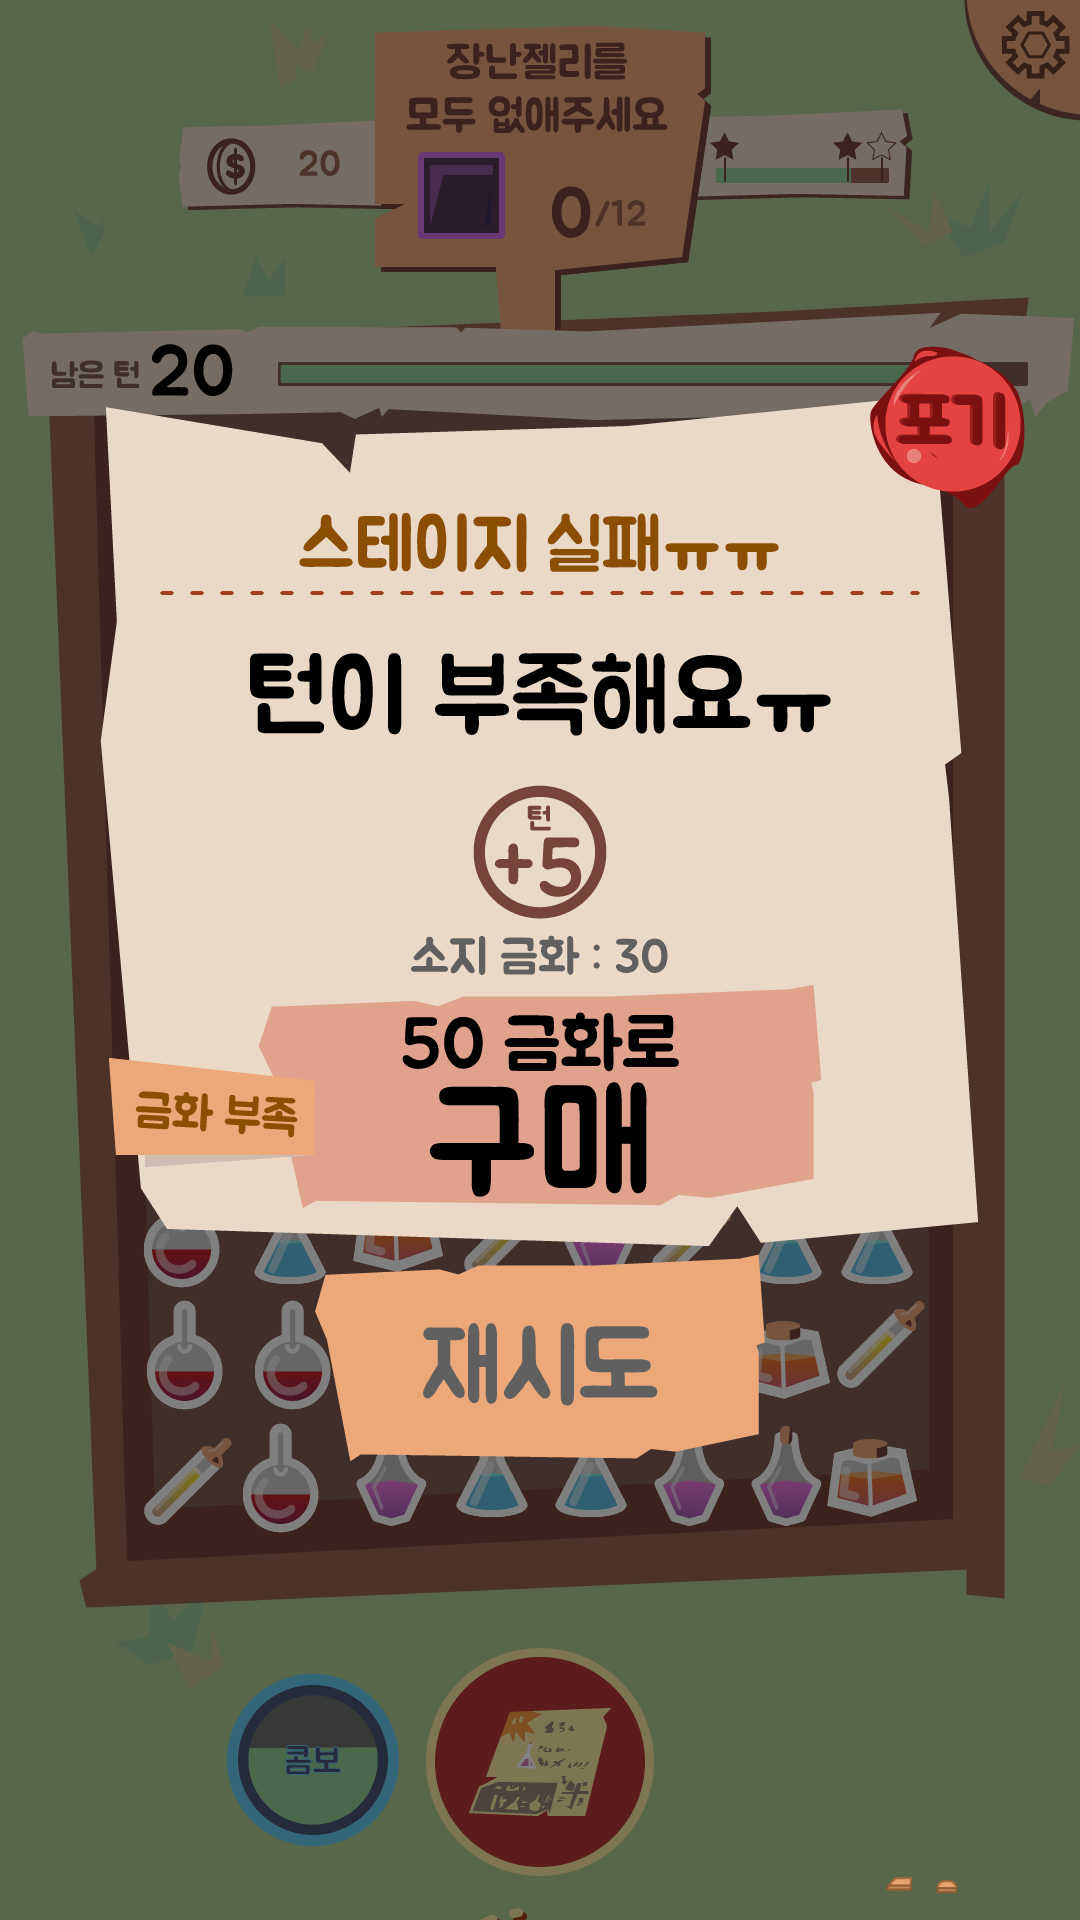 장난젤리를
모두 없애주세요
20
0/12
남은 턴 20
포기
스테이지 실패ㅠㅠ
턴이 부족해요ㅠ
턴
+5
소지 금화 : 30
50 금화로
구매
금화 부족
재시도
콤보